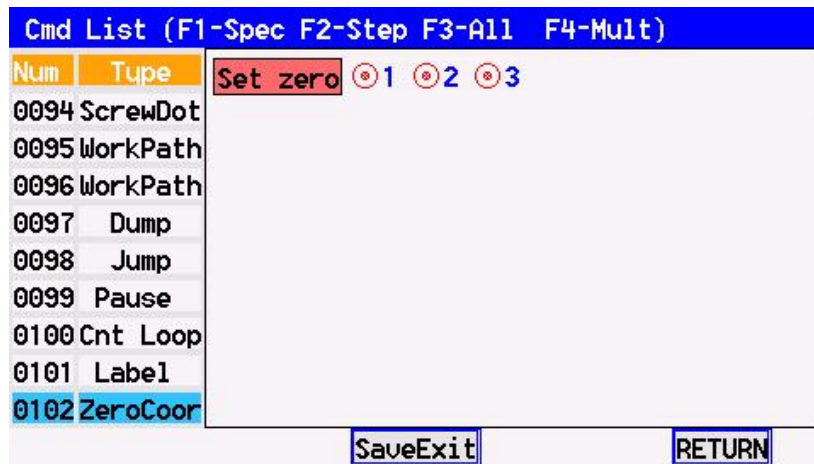 Cmd List (F1-Spec F2-Step F3-All F4-Mult)
Num Type
Set zero 1 2 3
0094 ScrewDot
0095 WorkPath
0096 WorkPath
0097 Dump
0098 Jump
0099 Pause
0100 Cnt Loop
0101 Label
0102 ZeroCoor
SaveExit RETURN